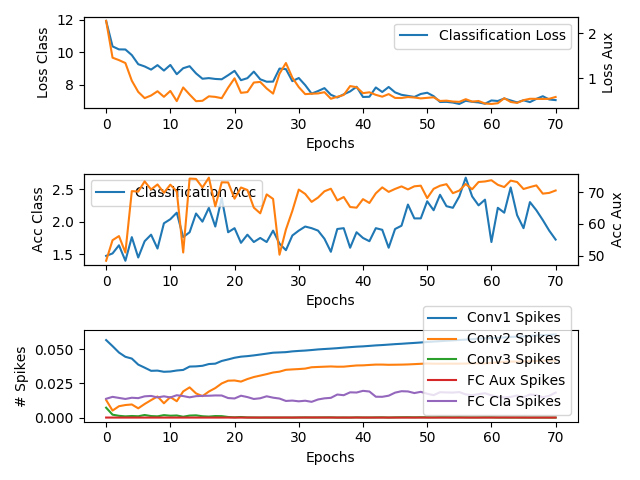 12
10
8
Loss Class
Classification Loss
2
1
Loss Aux
0 10 20 30 40 50 60 70
Epochs
2.5
2.0
1.5
Acc Class
Classification Acc
70
60
50
Acc Aux
0 10 20 30 40 50 60 70
Epochs
0.050
0.025
0.000
# Spikes
Conv1 Spikes
Conv2 Spikes
Conv3 Spikes
FC Aux Spikes
FC Cla Spikes
0 10 20 30 40 50 60 70
Epochs